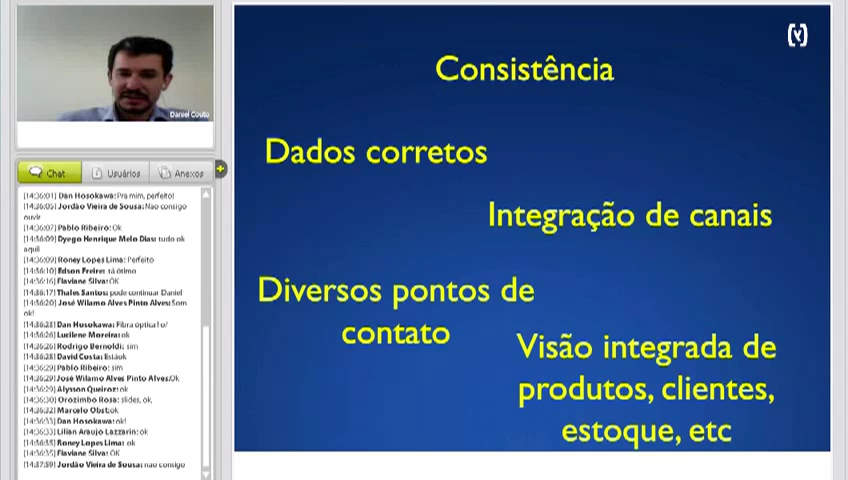 Daniel Couto
Chat
Usuários
Anexos
[14:36:01] Dan Hosokawa: Pra mim, perfeito!
[14:36:05] Jordão Vieira de Sousa: Nao consigo
ouvir
[14:36:07] Pablo Ribeiro: Ok
[14:36:09] Dyego Henrique Melo Dias: tudo ok
aqui!
[14:36:09] Roney Lopes Lima: Perfeito
[14:36:10] Edson Freire: tá ótimo
[14:36:16] Flaviane Silva: OK
[14:36:17] Thales Santos: pode continuar Daniel
[14:36:20] José Wilamo Alves Pinto Alves: Som
ok!
[14:36:23] Dan Hosokawa: Fibra óptica! o/
[14:36:26] Lucilene Moreira: ok
[14:36:26] Rodrigo Bernoldi: sim
[14:36:28] David Costa: Estáok
[14:36:29] Pablo Ribeiro: sim
[14:36:29] José Wilamo Alves Pinto Alves: Ok
[14:36:29] Alysson Queiroz: ok
[14:36:30] Orozimbo Rosa: slides, ok,
[14:36:32] Marcelo Obst: ok
[14:36:33] Dan Hosokawa: ok!
[14:36:33] Lilian Araujo Lazzarin: ok
[14:36:35] Roney Lopes Lima: ok
[14:36:35] Flaviane Silva: OK
[14:37:59] Jordão Vieira de Sousa: nao consigo
Consistência
Dados corretos
Integração de canais
Diversos pontos de
contato
Visão integrada de
produtos, clientes,
estoque, etc